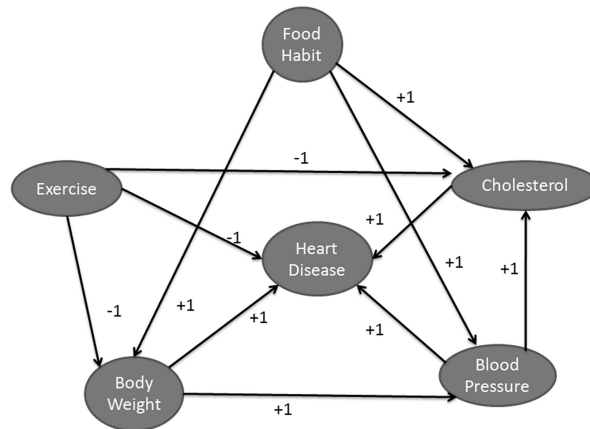 Food
Habit
+1
-1
Exercise
Cholesterol
+1
-1
Heart
Disease
+1
+1
-1
+1
+1
+1
Body
Weight
Blood
Pressure
+1